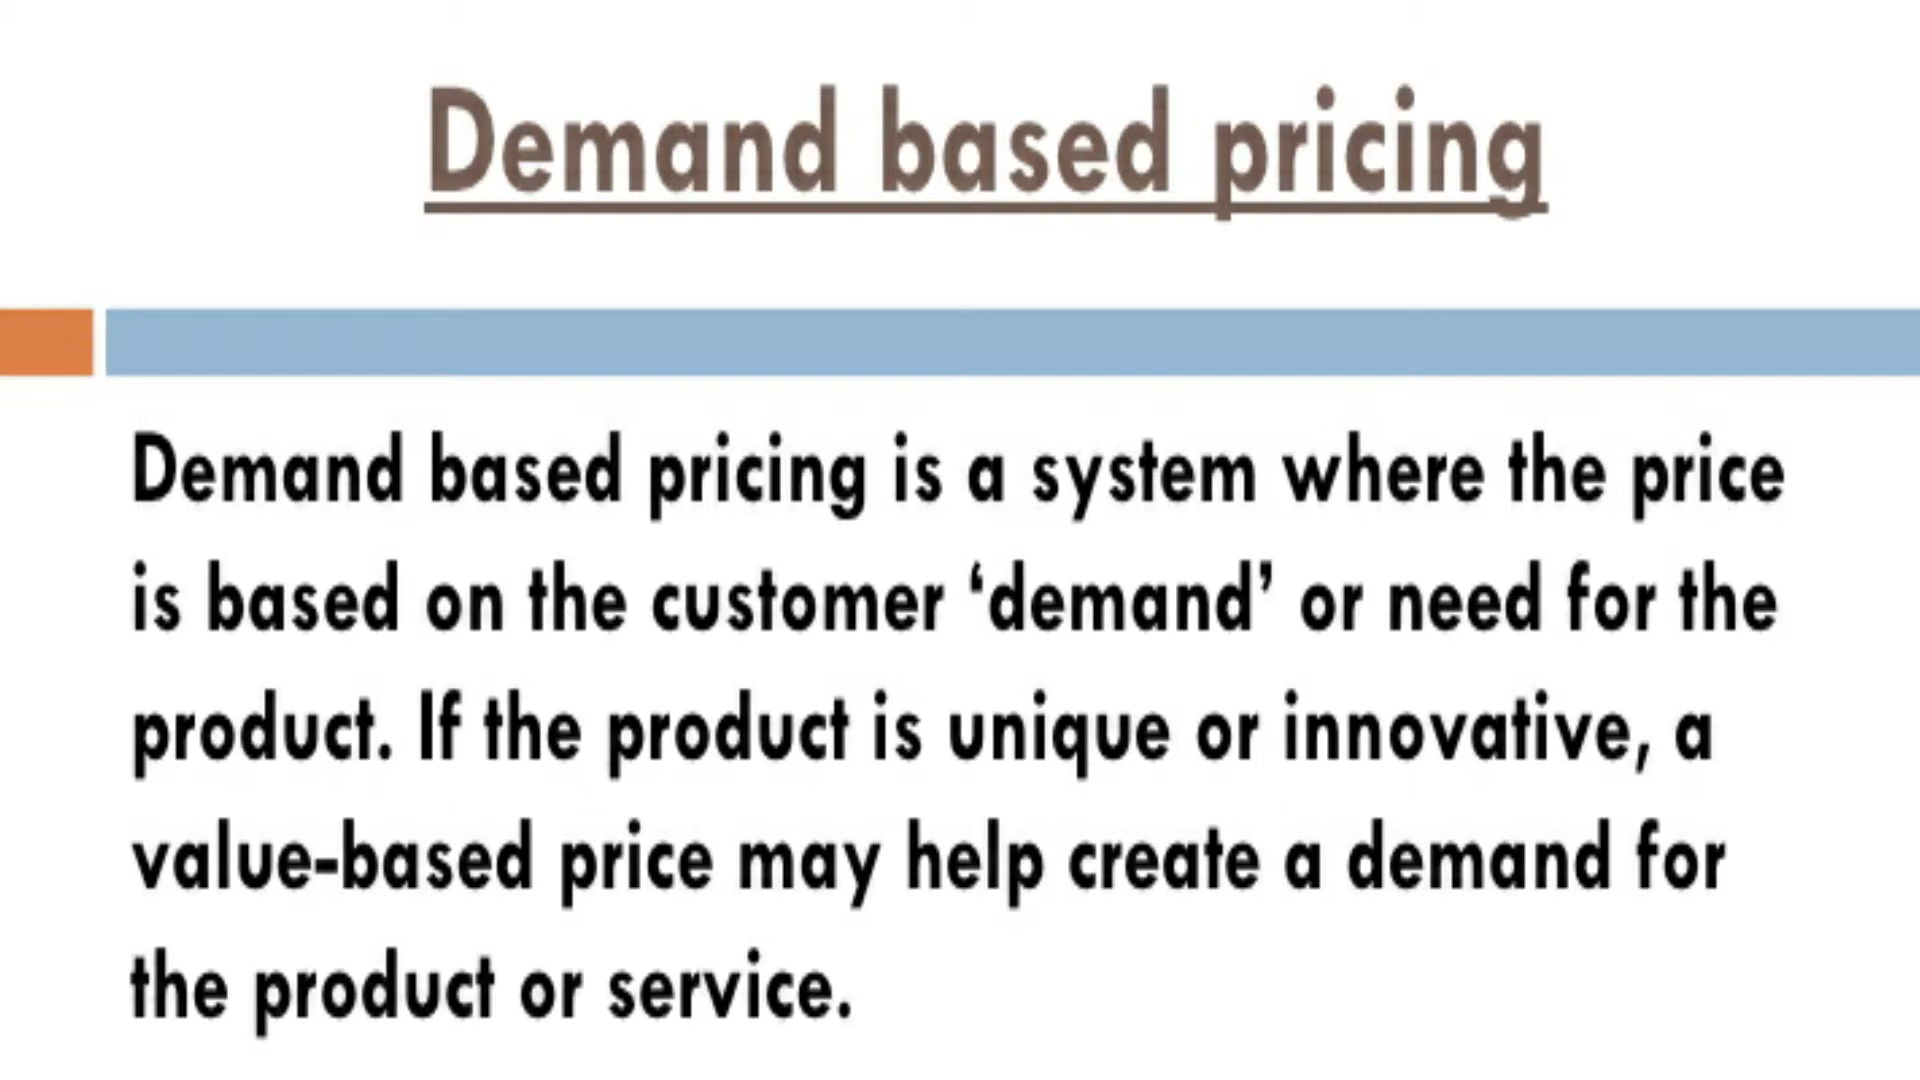 Demand based pricing
Demand based pricing is a system where the price
is based on the customer ‘demand’ or need for the
product. If the product is unique or innovative, a
value-based price may help create a demand for
the product or service.